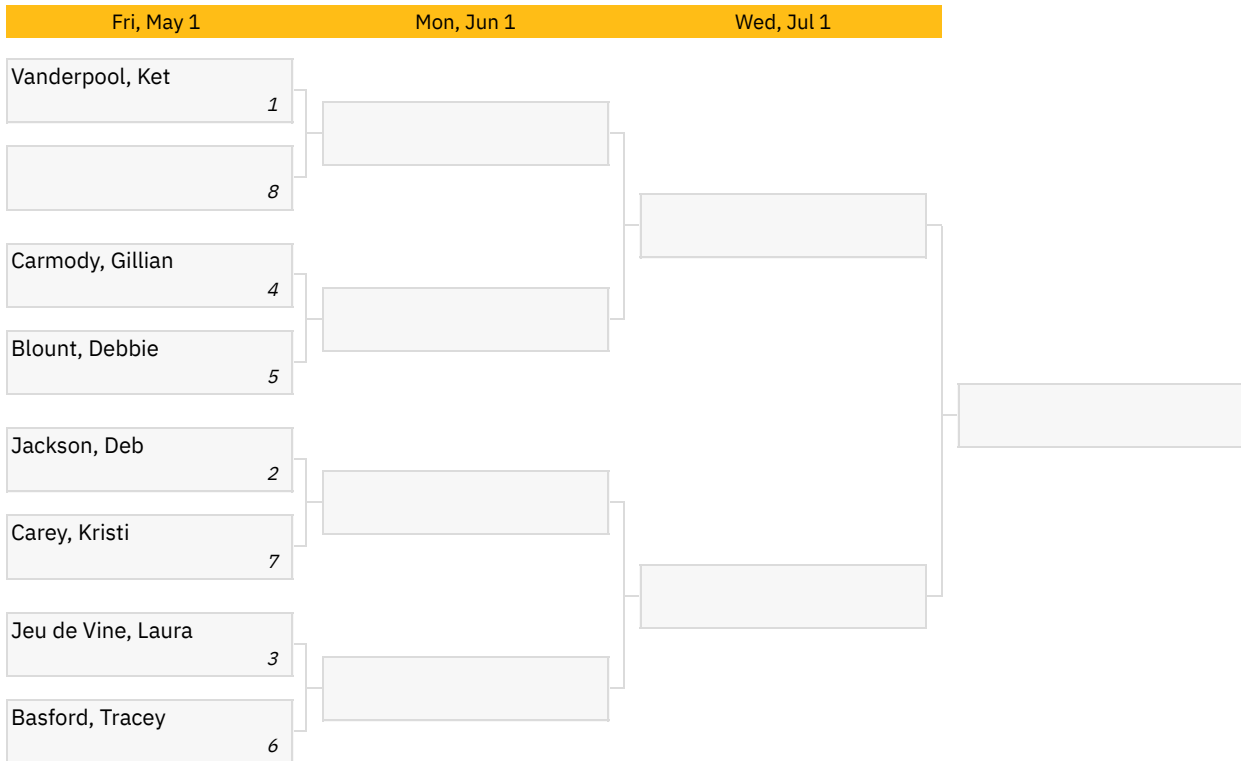 Fri, May 1 Mon, Jun 1 Wed, Jul 1
Vanderpool, Ket
1
8
Carmody, Gillian
4
Blount, Debbie
5
Jackson, Deb
2
Carey, Kristi
7
Jeu de Vine, Laura
3
Basford, Tracey
6